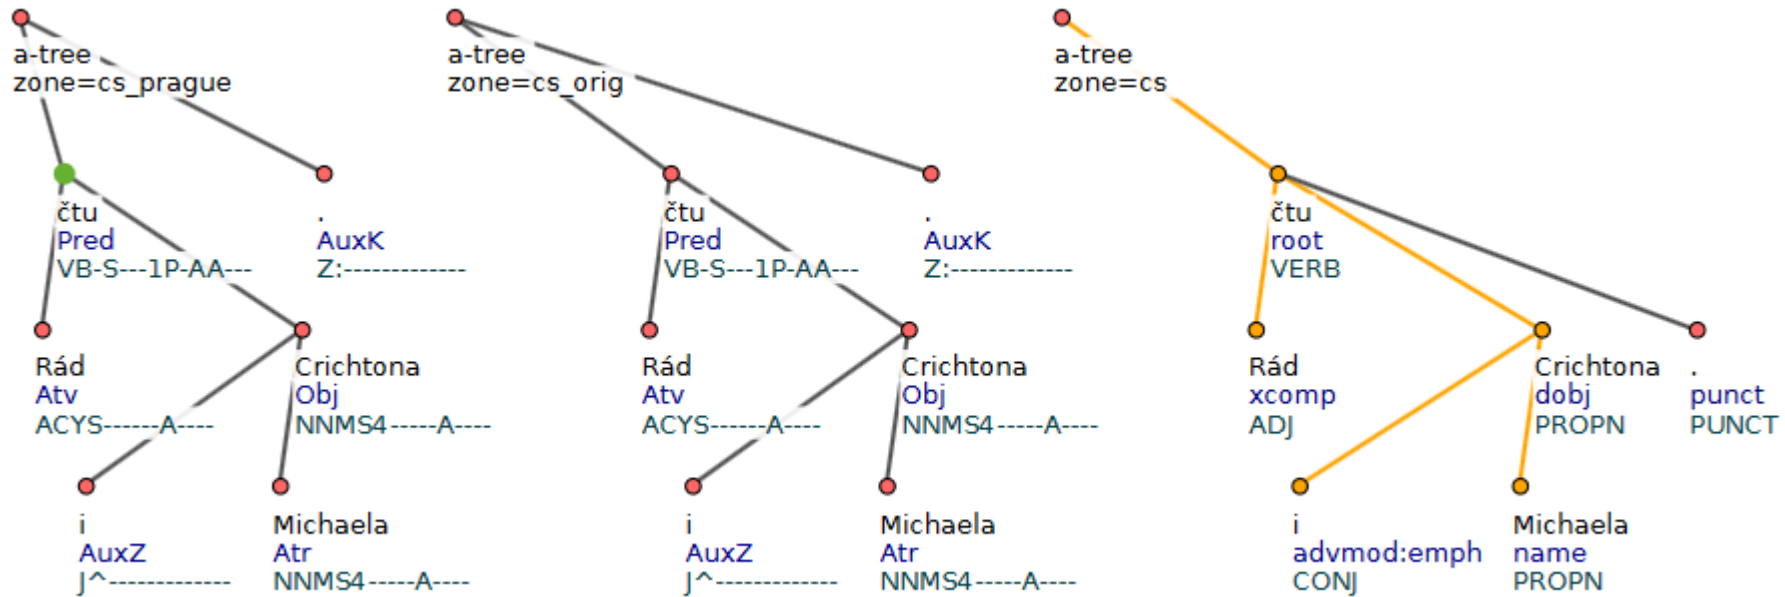 a-tree
zone=cs_prague
čtu
Pred
VB-S---1P-AA---
.
AuxK
Z:-------------
Rád
Atv
ACYS------A----
Crichtona
Obj
NNMS4-----A----
i
AuxZ
J^-------------
Michaela
Atr
NNMS4-----A----
a-tree
zone=cs_orig
čtu
Pred
VB-S---1P-AA---
.
AuxK
Z:-------------
Rád
Atv
ACYS------A----
Crichtona
Obj
NNMS4-----A----
i
AuxZ
J^-------------
Michaela
Atr
NNMS4-----A----
a-tree
zone=cs
čtu
root
VERB
Rád
xcomp
ADJ
Crichtona
dobj
PROPN
.
punct
PUNCT
i
advmod:emph
CONJ
Michaela
name
PROPN